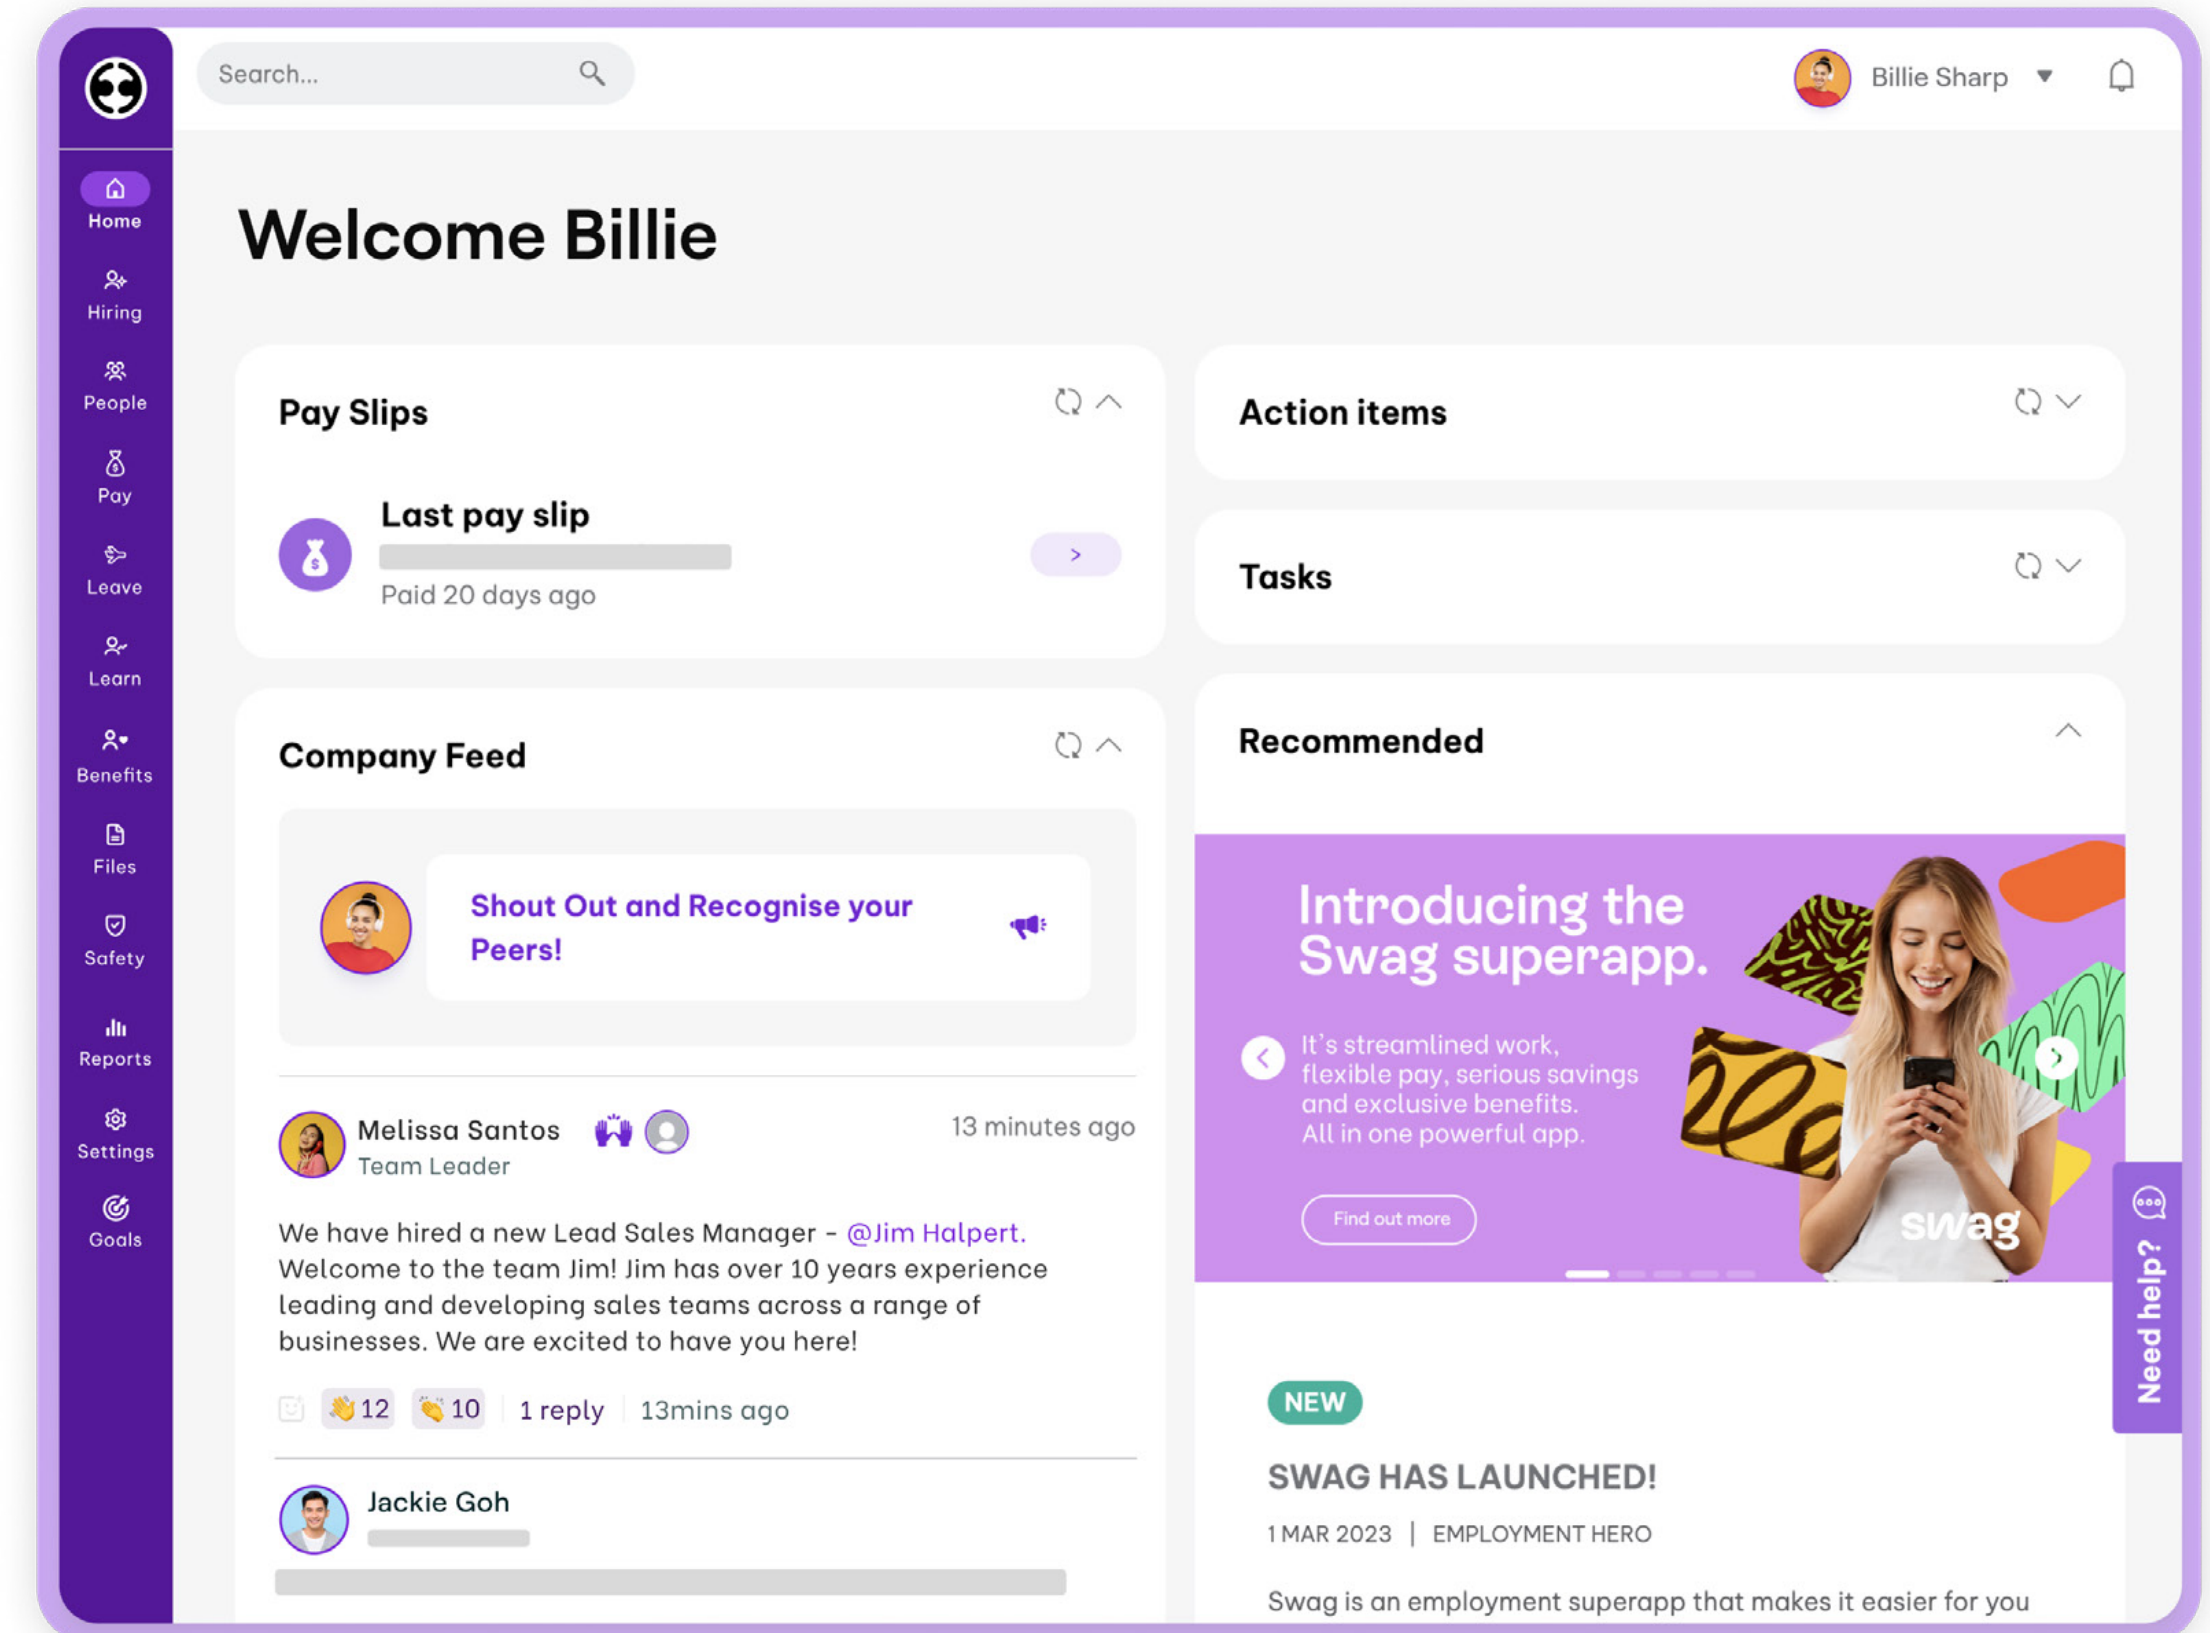 Search...
Billie Sharp
Home
Hiring
People
Pay
Leave
Learn
Benefits
Files
Safety
Reports
Settings
Goals
Welcome Billie
Pay Slips
Last pay slip
Paid 20 days ago
Company Feed
Shout Out and Recognise your
Peers!
Melissa Santos
Team Leader
13 minutes ago
We have hired a new Lead Sales Manager - @Jim Halpert.
Welcome to the team Jim! Jim has over 10 years experience
leading and developing sales teams across a range of
businesses. We are excited to have you here!
12
10
1 reply
13mins ago
Jackie Goh
Action items
Tasks
Recommended
Introducing the
Swag superapp.
It's streamlined work,
flexible pay, serious savings
and exclusive benefits.
All in one powerful app.
Find out more
swag
Need help?
NEW
SWAG HAS LAUNCHED!
1 MAR 2023 | EMPLOYMENT HERO
Swag is an employment superapp that makes it easier for you